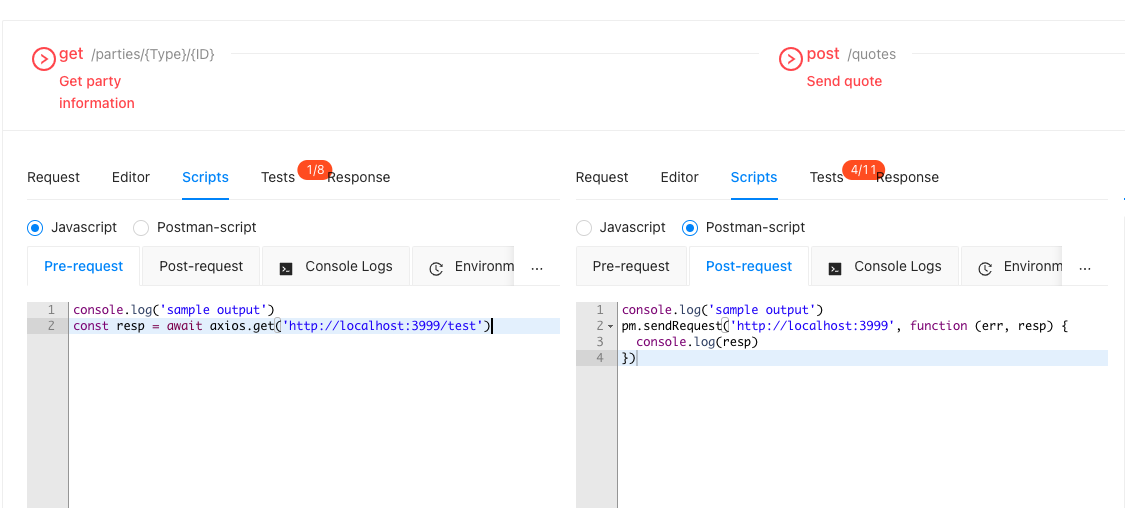 get /parties/{Type}/{ID}
Get party
information
post /quotes
Send quote
Request Editor Scripts Tests 1/8 Response
Javascript Postman-script
Pre-request Post-request Console Logs Environm ...
1 console.log('sample output')
2 const resp = await axios.get('http://localhost:3999/test')
Request Editor Scripts Tests 4/11 Response
Javascript Postman-script
Pre-request Post-request Console Logs Environm ...
1 console.log('sample output')
2 pm.sendRequest('http://localhost:3999', function (err, resp) {
3 console.log(resp)
4 })